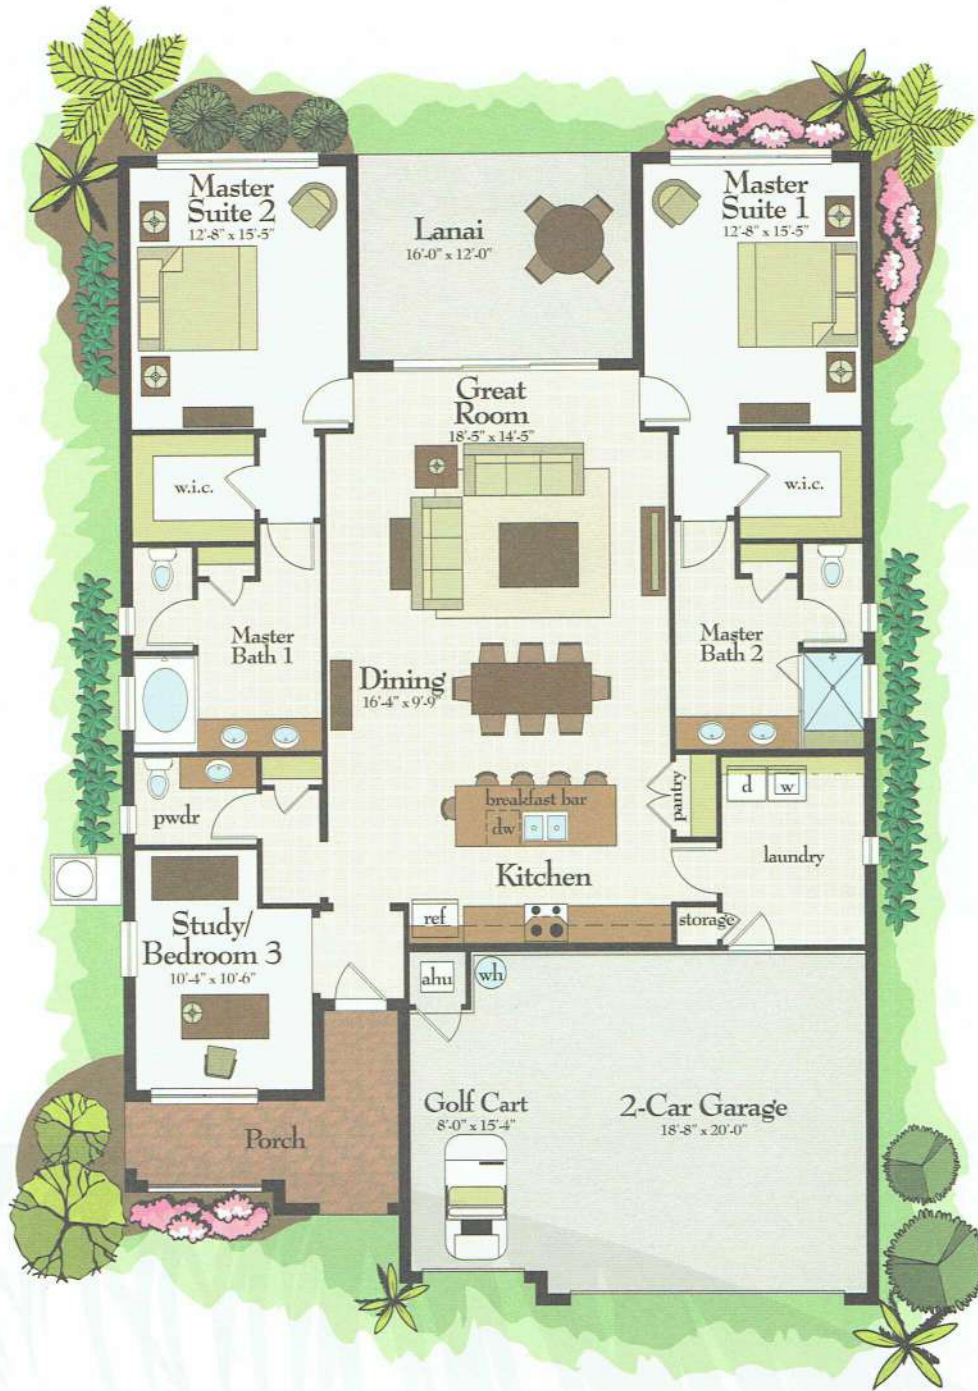 Master
Suite 2
12'-8" x 15'-5"
Lanai
16'-0" x 12'-0"
Master
Suite 1
12'-8" x 15'-5"
Great
Room
18'-5" x 14'-5"
w.i.c.
w.i.c.
Master
Bath 1
Master
Bath 2
Dining
16'-4" x 9'-9"
pwdr
breakfast bar
dw
pantry
d
w
laundry
Kitchen
ref
storage
Study/
Bedroom 3
10'-4" x 10'-6"
ahu
wh
Golf Cart
8'-0" x 15'-4"
2-Car Garage
18'-8" x 20'-0"
Porch